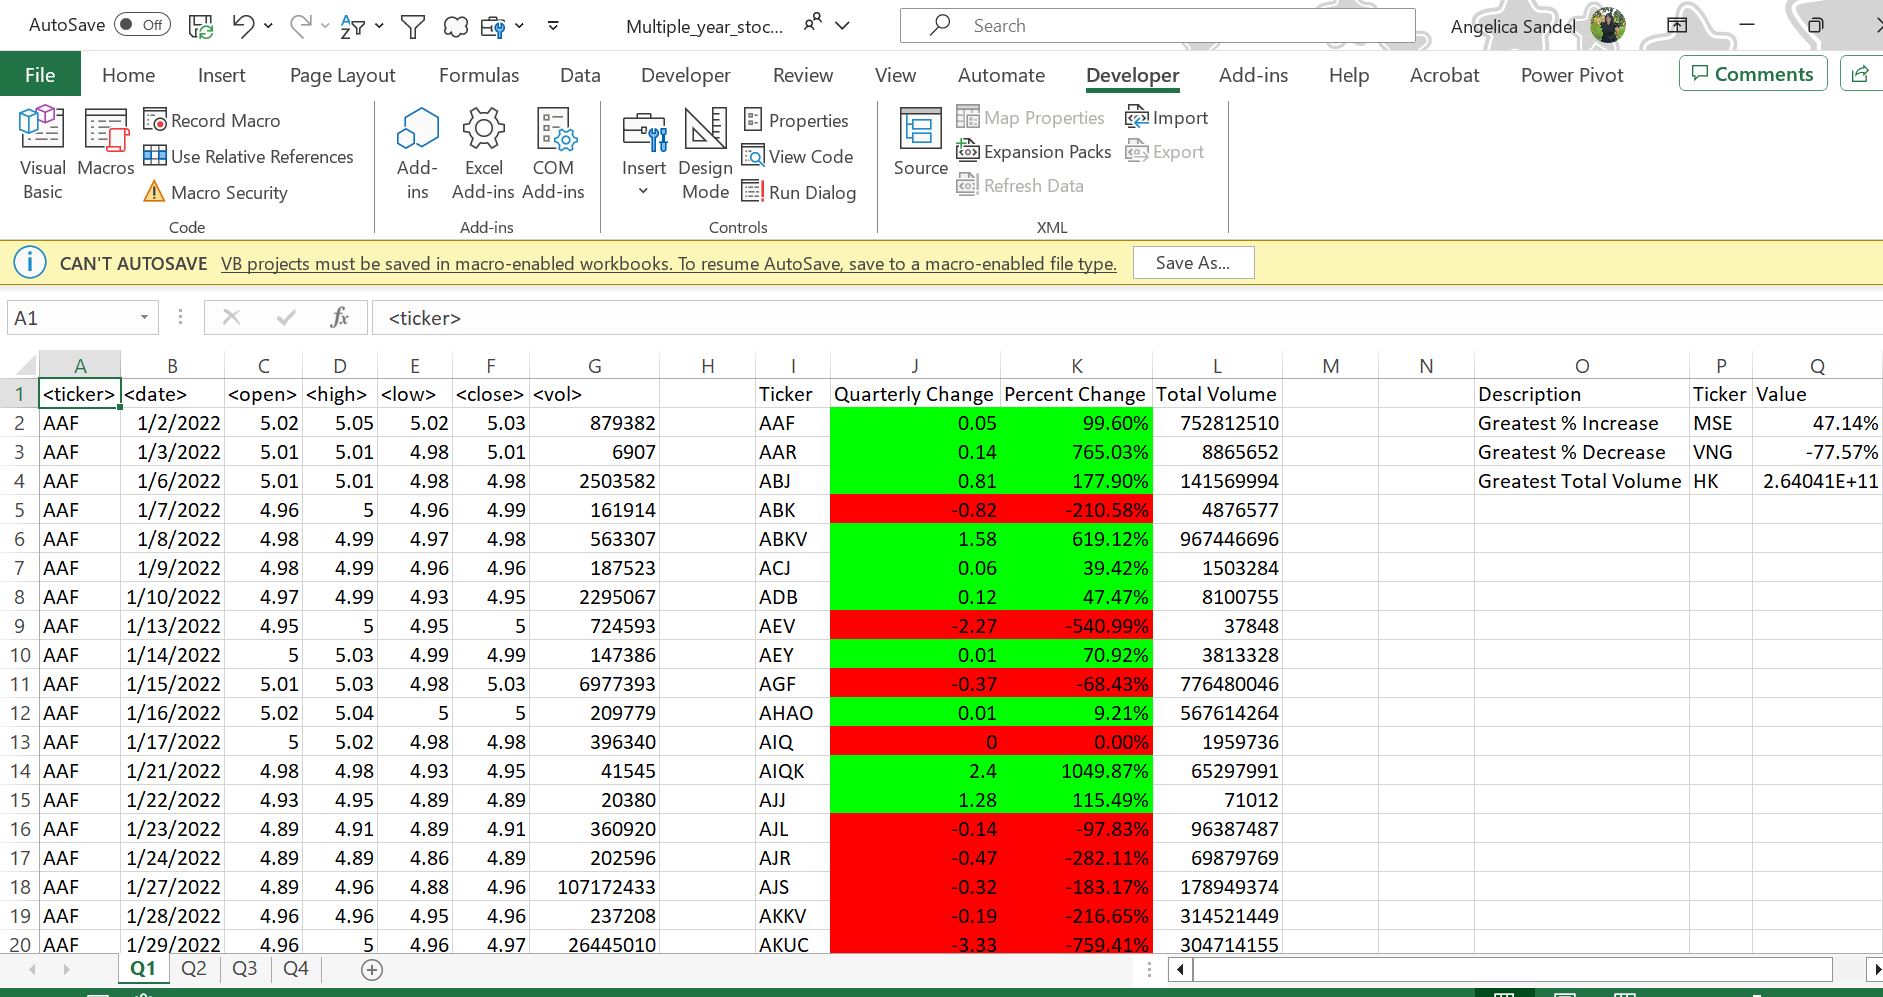 AutoSave Off Multiple_year_stoc... Search Angelica Sandel
File Home Insert Page Layout Formulas Data Developer Review View Automate Developer Add-ins Help Acrobat Power Pivot Comments
Visual Basic
Macros
Record Macro
Use Relative References
Macro Security
Code
Add-ins
Excel Add-ins
COM Add-ins
Add-ins
Insert
Design Mode
Properties
View Code
Run Dialog
Controls
Source
Map Properties
Expansion Packs
Refresh Data
Import
Export
XML
CAN'T AUTOSAVE VB projects must be saved in macro-enabled workbooks. To resume AutoSave, save to a macro-enabled file type. Save As...
A1 fx <ticker>
A B C D E F G H I J K L M N O P Q
1 <ticker> <date> <open> <high> <low> <close> <vol> Ticker Quarterly Change Percent Change Total Volume Description Ticker Value
2 AAF 1/2/2022 5.02 5.05 5.02 5.03 879382 AAF 0.05 99.60% 752812510 Greatest % Increase MSE 47.14%
3 AAF 1/3/2022 5.01 5.01 4.98 5.01 6907 AAR 0.14 765.03% 8865652 Greatest % Decrease VNG -77.57%
4 AAF 1/6/2022 5.01 5.01 4.98 4.98 2503582 ABJ 0.81 177.90% 141569994 Greatest Total Volume HK 2.64041E+11
5 AAF 1/7/2022 4.96 5 4.96 4.99 161914 ABK -0.82 -210.58% 4876577
6 AAF 1/8/2022 4.98 4.99 4.97 4.98 563307 ABKV 1.58 619.12% 967446696
7 AAF 1/9/2022 4.98 4.99 4.96 4.96 187523 ACJ 0.06 39.42% 1503284
8 AAF 1/10/2022 4.97 4.99 4.93 4.95 2295067 ADB 0.12 47.47% 8100755
9 AAF 1/13/2022 4.95 5 4.95 5 724593 AEV -2.27 -540.99% 37848
10 AAF 1/14/2022 5 5.03 4.99 4.99 147386 AEY 0.01 70.92% 3813328
11 AAF 1/15/2022 5.01 5.03 4.98 5.03 6977393 AGF -0.37 -68.43% 776480046
12 AAF 1/16/2022 5.02 5.04 5 5 209779 AHAO 0.01 9.21% 567614264
13 AAF 1/17/2022 5 5.02 4.98 4.98 396340 AIQ 0 0.00% 1959736
14 AAF 1/21/2022 4.98 4.98 4.93 4.95 41545 AIQK 2.4 1049.87% 65297991
15 AAF 1/22/2022 4.93 4.95 4.89 4.89 20380 AJJ 1.28 115.49% 71012
16 AAF 1/23/2022 4.89 4.91 4.89 4.91 360920 AJL -0.14 -97.83% 96387487
17 AAF 1/24/2022 4.89 4.89 4.86 4.89 202596 AJR -0.47 -282.11% 69879769
18 AAF 1/27/2022 4.89 4.96 4.88 4.96 107172433 AJS -0.32 -183.17% 178949374
19 AAF 1/28/2022 4.96 4.96 4.95 4.96 237208 AKKV -0.19 -216.65% 314521449
20 AAF 1/29/2022 4.96 5 4.96 4.97 26445010 AKUC -3.33 -759.41% 304714155
Q1 Q2 Q3 Q4